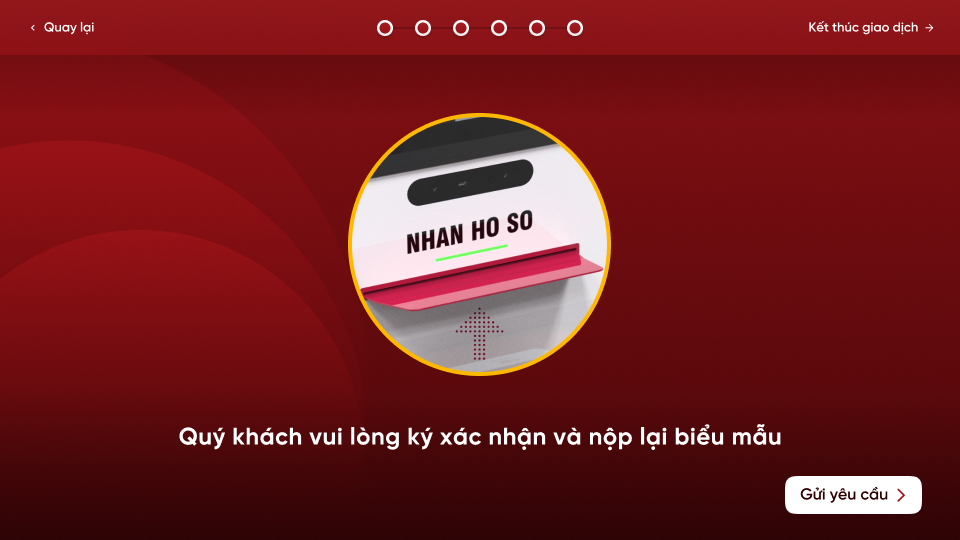 Quay lại
Kết thúc giao dịch
NHAN HO SO
Quý khách vui lòng ký xác nhận và nộp lại biểu mẫu
Gửi yêu cầu